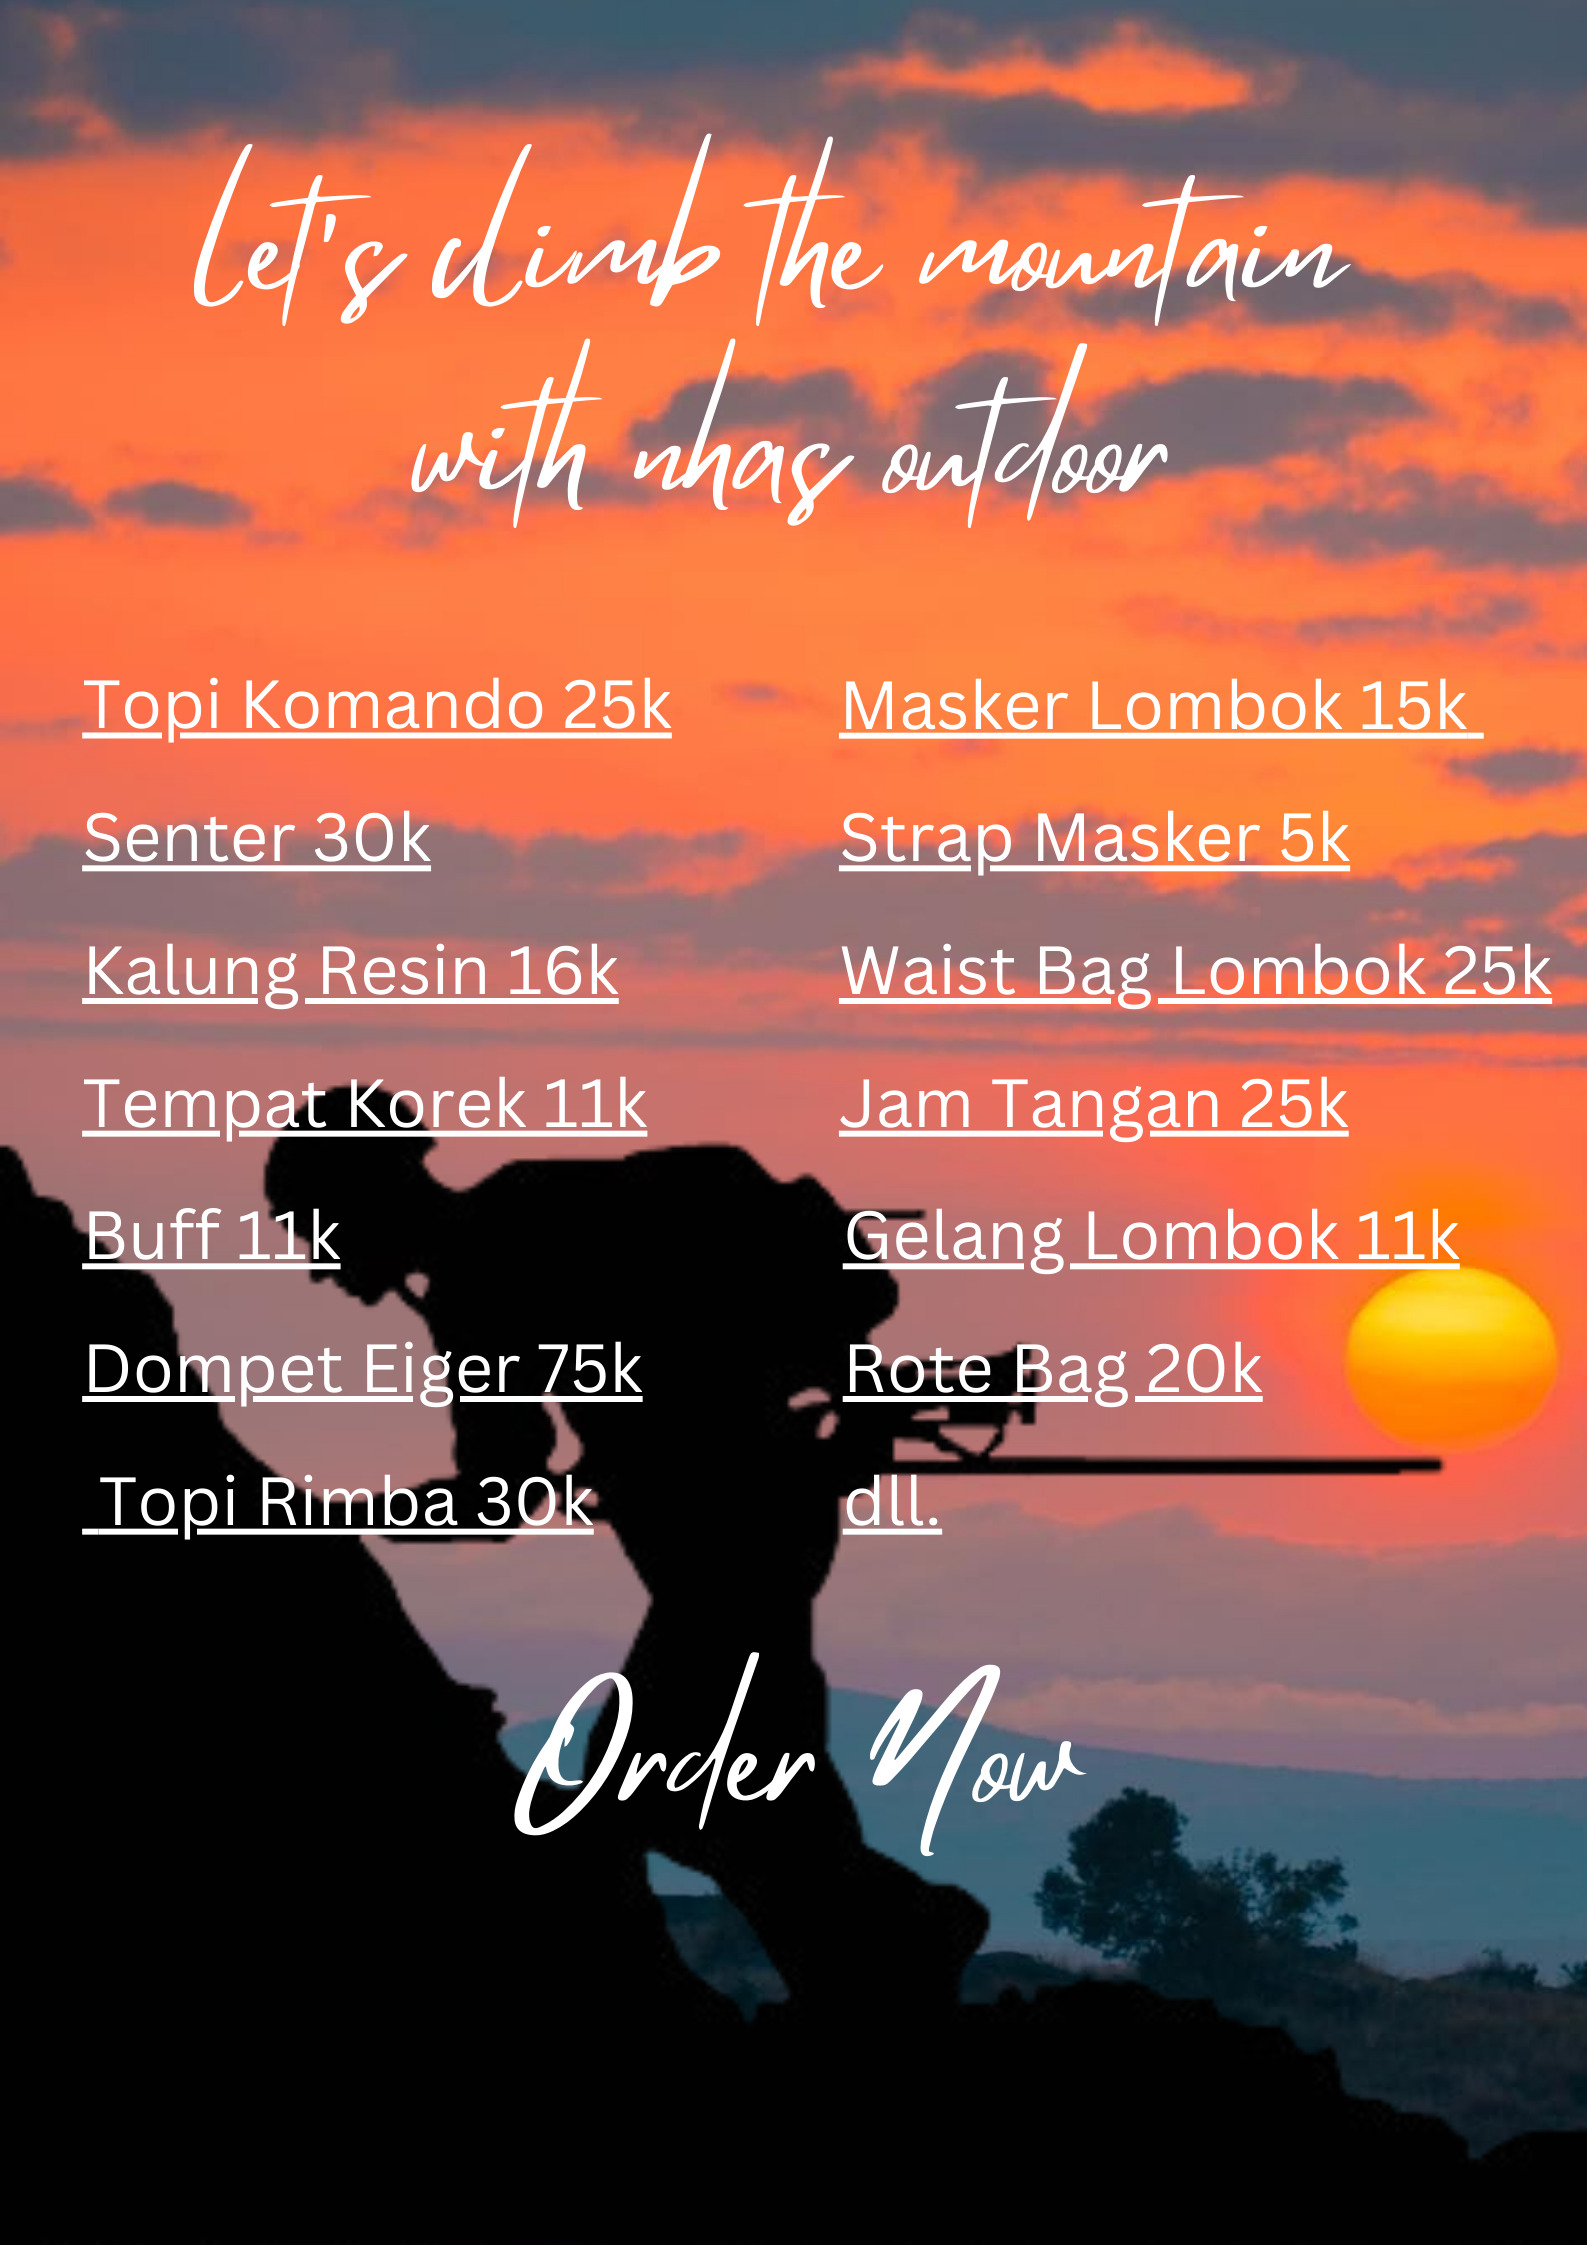 Let's climb the mountain
with nhas outdoor
Topi Komando 25k
Senter 30k
Kalung Resin 16k
Tempat Korek 11k
Buff 11k
Dompet Eiger 75k
Topi Rimba 30k
Masker Lombok 15k
Strap Masker 5k
Waist Bag Lombok 25k
Jam Tangan 25k
Gelang Lombok 11k
Rote Bag 20k
dll.
Order Now